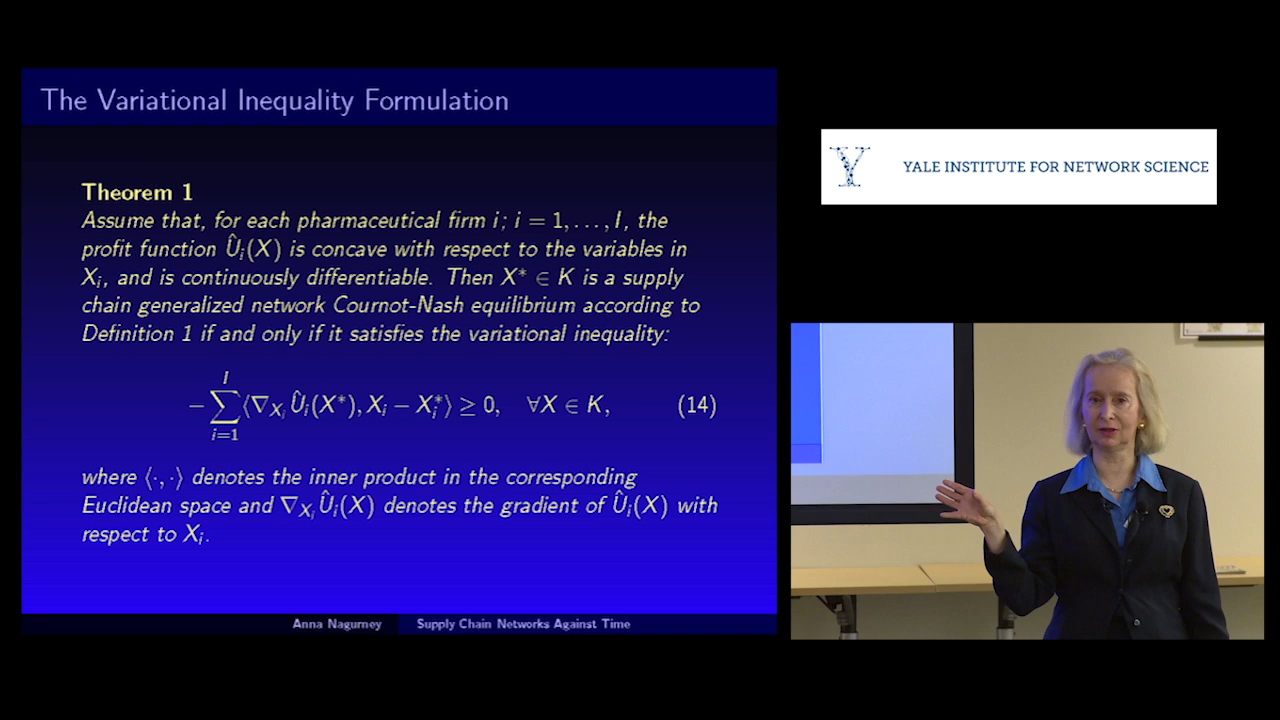 The Variational Inequality Formulation
Theorem 1
Assume that, for each pharmaceutical firm i; i = 1, . . . , I, the
profit function Û_i(X) is concave with respect to the variables in
X_i, and is continuously differentiable. Then X* ∈ K is a supply
chain generalized network Cournot-Nash equilibrium according to
Definition 1 if and only if it satisfies the variational inequality:
− ∑_{i=1}^{I} ⟨∇_{X_i} Û_i(X*), X_i − X_i*⟩ ≥ 0, ∀X ∈ K, (14)
where ⟨·, ·⟩ denotes the inner product in the corresponding
Euclidean space and ∇_{X_i} Û_i(X) denotes the gradient of Û_i(X) with
respect to X_i.
Anna Nagurney Supply Chain Networks Against Time
Y YALE INSTITUTE FOR NETWORK SCIENCE